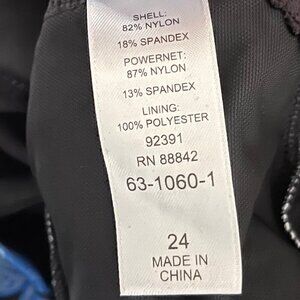 SHELL:
82% NYLON
18% SPANDEX
POWERNET:
87% NYLON
13% SPANDEX
LINING:
100% POLYESTER
92391
RN 88842
63-1060-1
24
MADE IN
CHINA